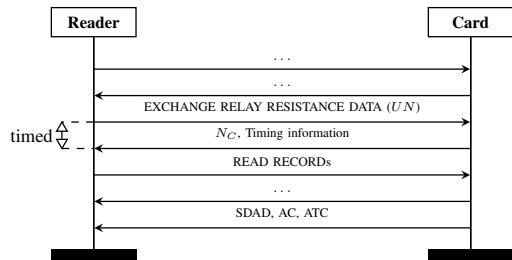 Reader
Card
...
...
EXCHANGE RELAY RESISTANCE DATA (UN)
timed
N_C, Timing information
READ RECORDs
...
SDAD, AC, ATC